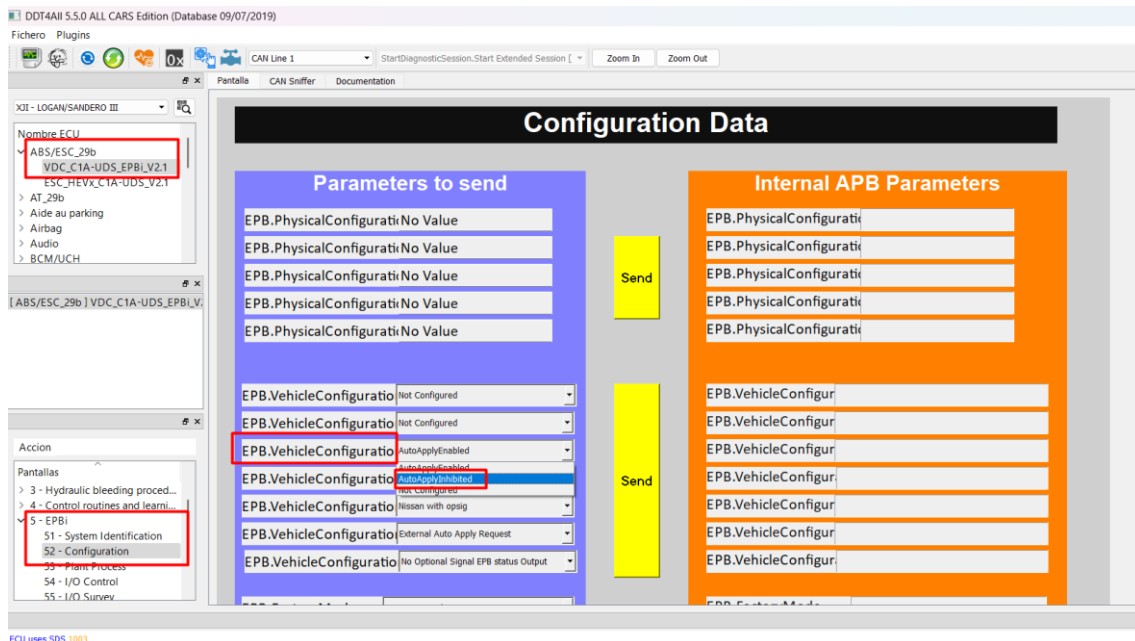 DDT4All 5.5.0 ALL CARS Edition (Database 09/07/2019)
Fichero Plugins
0x CAN Line 1 StartDiagnosticSession.Start Extended Session [ Zoom In Zoom Out
Pantalla CAN Sniffer Documentation
XJI - LOGAN/SANDERO III
Nombre ECU
ABS/ESC_29b
VDC_C1A-UDS_EPBi_V2.1
ESC_HEVx_C1A-UDS_V2.1
AT_29b
Aide au parking
Airbag
Audio
BCM/UCH
[ ABS/ESC_29b ] VDC_C1A-UDS_EPBi_V.
Accion
Pantallas
3 - Hydraulic bleeding proced...
4 - Control routines and learni...
5 - EPBi
51 - System Identification
52 - Configuration
53 - Plant Process
54 - I/O Control
55 - I/O Survey
ECU uses SDS 1003
Configuration Data
Parameters to send
EPB.PhysicalConfigurati No Value
EPB.PhysicalConfigurati No Value
EPB.PhysicalConfigurati No Value
EPB.PhysicalConfigurati No Value
EPB.PhysicalConfigurati No Value
Send
EPB.VehicleConfiguratio Not Configured
EPB.VehicleConfiguratio Not Configured
EPB.VehicleConfiguratio AutoApplyEnabled
AutoApplyEnabled
EPB.VehicleConfiguratio AutoApplyInhibited
Not Configured
EPB.VehicleConfiguratio Nissan with opsig
EPB.VehicleConfiguratio External Auto Apply Request
EPB.VehicleConfiguratio No Optional Signal EPB status Output
Send
Internal APB Parameters
EPB.PhysicalConfigurati
EPB.PhysicalConfigurati
EPB.PhysicalConfigurati
EPB.PhysicalConfigurati
EPB.PhysicalConfigurati
EPB.VehicleConfigur
EPB.VehicleConfigur
EPB.VehicleConfigur
EPB.VehicleConfigur
EPB.VehicleConfigur
EPB.VehicleConfigur
EPB.VehicleConfigur